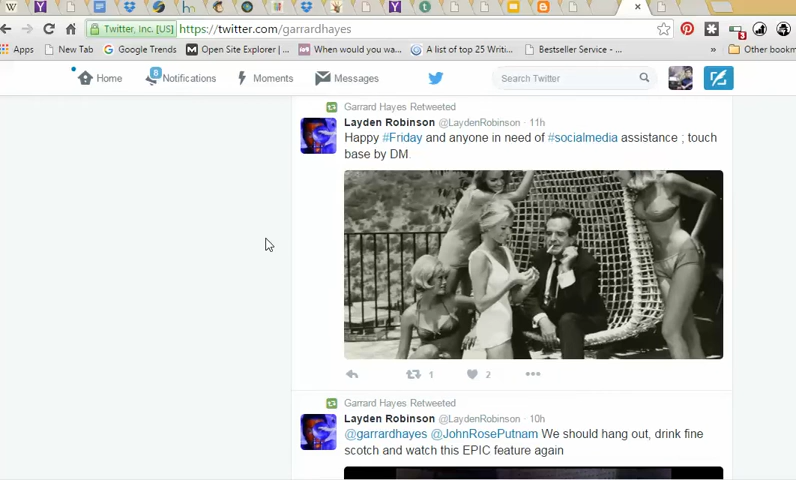 Twitter, Inc. [US]
https://twitter.com/garrardhayes
Apps
New Tab
Google Trends
Open Site Explorer | ...
When would you wa...
A list of top 25 Writi...
Bestseller Service - ...
»
Other bookm
Home
8
Notifications
Moments
Messages
Search Twitter
3
Garrard Hayes Retweeted
Layden Robinson @LaydenRobinson · 11h
Happy #Friday and anyone in need of #socialmedia assistance ; touch
base by DM.
1
2
Garrard Hayes Retweeted
Layden Robinson @LaydenRobinson · 10h
@garrardhayes @JohnRosePutnam We should hang out, drink fine
scotch and watch this EPIC feature again